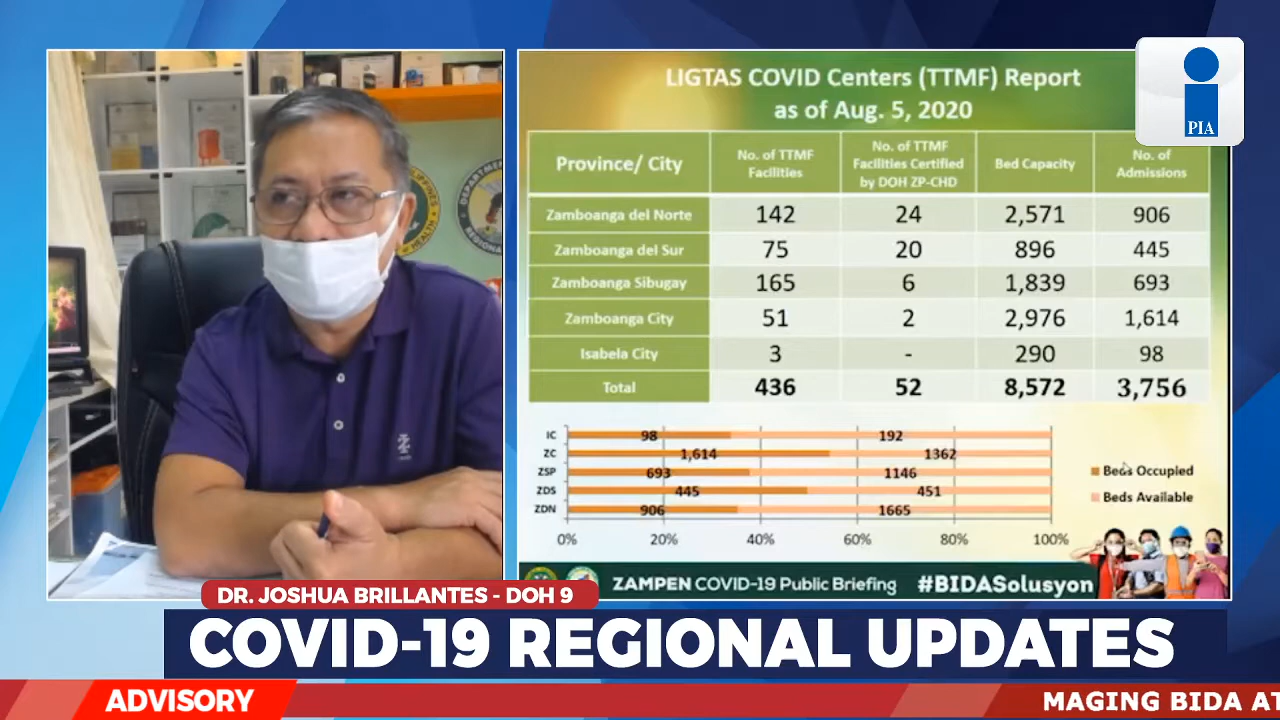 LIGTAS COVID Centers (TTMF) Report
as of Aug. 5, 2020
PIA
Province/ City
No. of TTMF
Facilities
No. of TTMF
Facilities Certified
by DOH ZP-CHD
Bed Capacity
No. of
Admissions
Zamboanga del Norte 142 24 2,571 906
Zamboanga del Sur 75 20 896 445
Zamboanga Sibugay 165 6 1,839 693
Zamboanga City 51 2 2,976 1,614
Isabela City 3 - 290 98
Total 436 52 8,572 3,756
IC 98 192
ZC 1,614 1362
ZSP 693 1146
ZDS 445 451
ZDN 906 1665
0% 20% 40% 60% 80% 100%
Beds Occupied
Beds Available
ZAMPEN COVID-19 Public Briefing #BIDASolusyon
DR. JOSHUA BRILLANTES - DOH 9
COVID-19 REGIONAL UPDATES
ADVISORY
MAGING BIDA AT